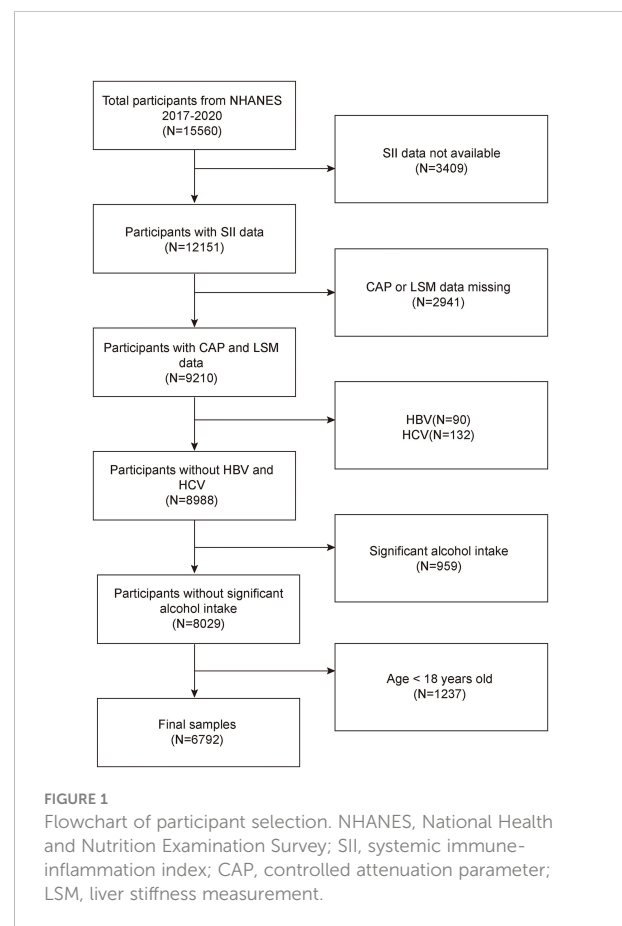 Total participants from NHANES
2017-2020
(N=15560)
SII data not available
(N=3409)
Participants with SII data
(N=12151)
CAP or LSM data missing
(N=2941)
Participants with CAP and LSM
data
(N=9210)
HBV(N=90)
HCV(N=132)
Participants without HBV and
HCV
(N=8988)
Significant alcohol intake
(N=959)
Participants without significant
alcohol intake
(N=8029)
Age < 18 years old
(N=1237)
Final samples
(N=6792)
FIGURE 1
Flowchart of participant selection. NHANES, National Health
and Nutrition Examination Survey; SII, systemic immune-
inflammation index; CAP, controlled attenuation parameter;
LSM, liver stiffness measurement.